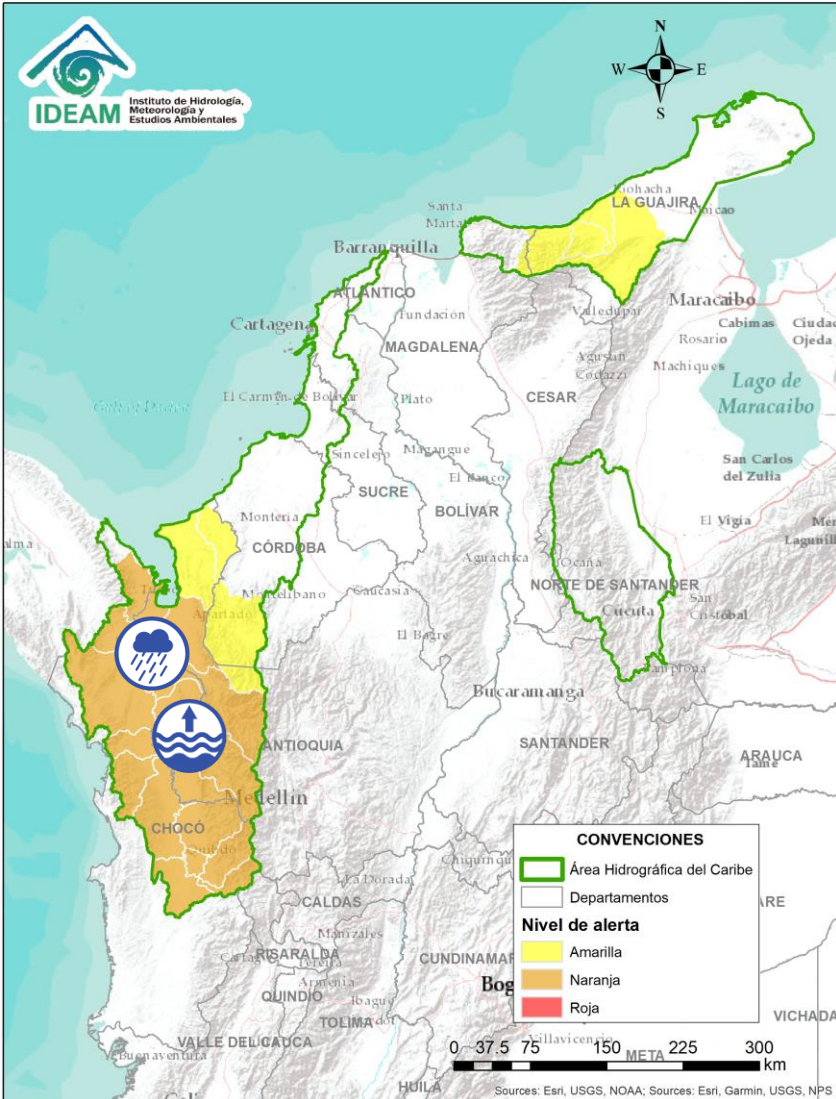 IDEAM
Instituto de Hidrología,
Meteorología y
Estudios Ambientales
N
W
E
S
Riohacha
LA GUAJIRA
Maicao
Santa
Marta
Barranquilla
ATLÁNTICO
Maracaibo
Cabimas
Ciudad
Ojeda
Fundación
Valledupar
Rosario
Cartagena
MAGDALENA
Agustín
Codazzi
Machiques
Lago de
Maracaibo
El Carmen de Bolívar
Plato
CESAR
Sincelejo
Magangué
San Carlos
del Zulia
El Banco
SUCRE
BOLÍVAR
Montería
El Vigía
CÓRDOBA
Aguachica
Ocaña
Montelíbano
Caucasia
NORTE DE SANTANDER
Cúcuta
San
Cristóbal
Apartadó
El Bagre
Pamplona
Bucaramanga
ANTIOQUIA
SANTANDER
ARAUCA
Tame
Medellín
CHOCÓ
Quibdó
CONVENCIONES
Área Hidrográfica del Caribe
Departamentos
Nivel de alerta
Amarilla
Naranja
Roja
Chiquinqu
La Dorada
CALDAS
Manizales
RISARALDA
Pereira
CUNDINAMAR
Armenia
QUINDÍO
Ibagué
Bog
TOLIMA
VICHADA
VALLE DEL CAUCA
Buenaventura
Villavicencio
META
HUILA
0 37.5 75 150 225 300
km
Sources: Esri, USGS, NOAA; Sources: Esri, Garmin, USGS, NPS